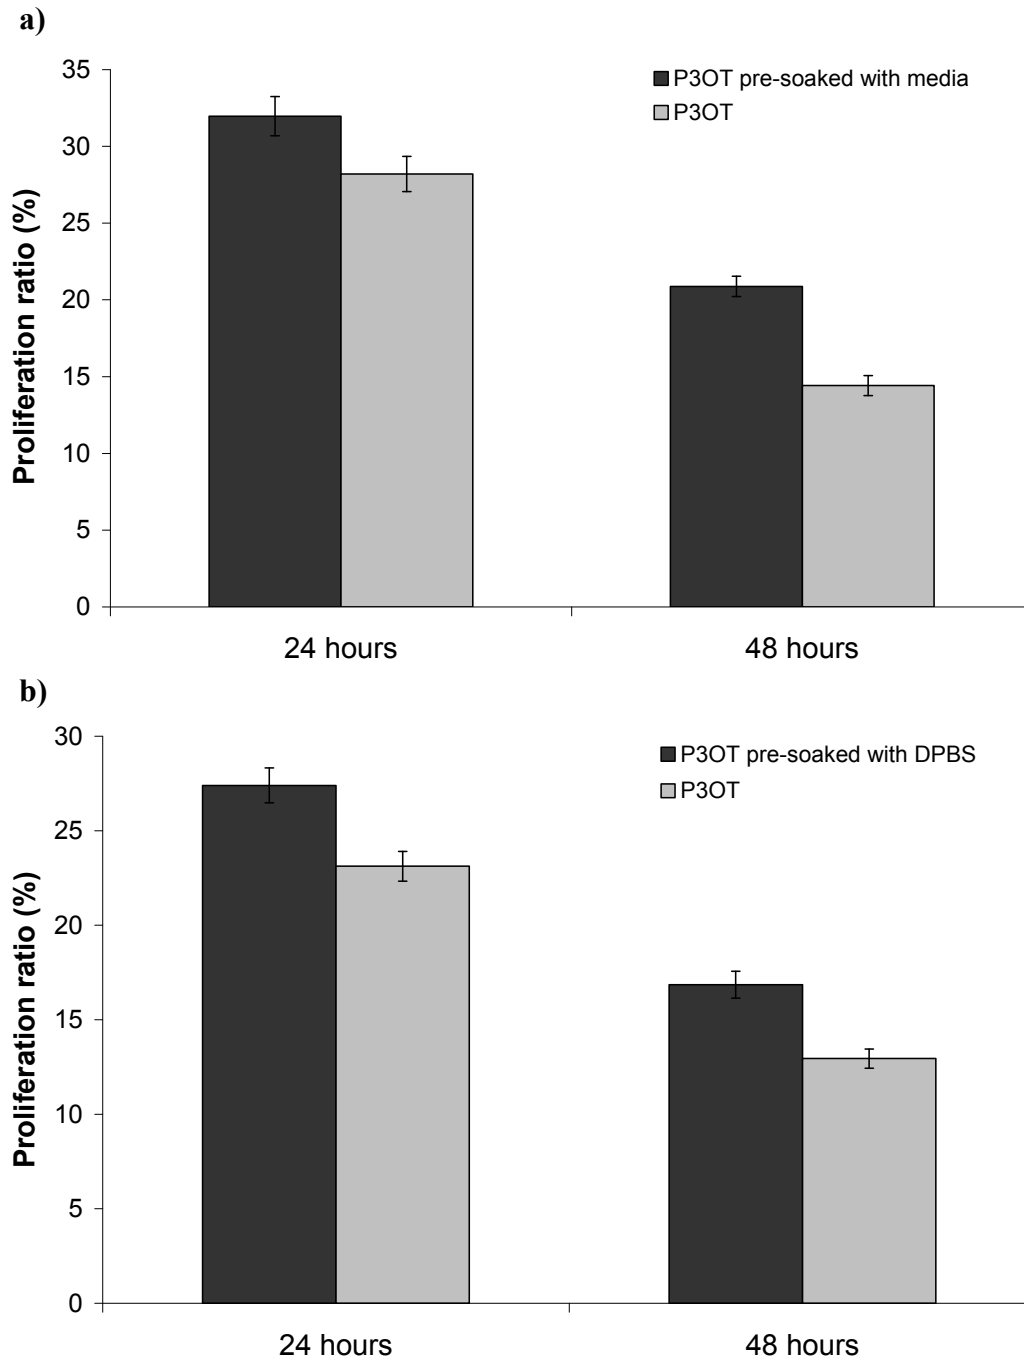 a)
P3OT pre-soaked with media
P3OT
Proliferation ratio (%)
35
30
25
20
15
10
5
0
24 hours 48 hours
b)
P3OT pre-soaked with DPBS
P3OT
Proliferation ratio (%)
30
25
20
15
10
5
0
24 hours 48 hours